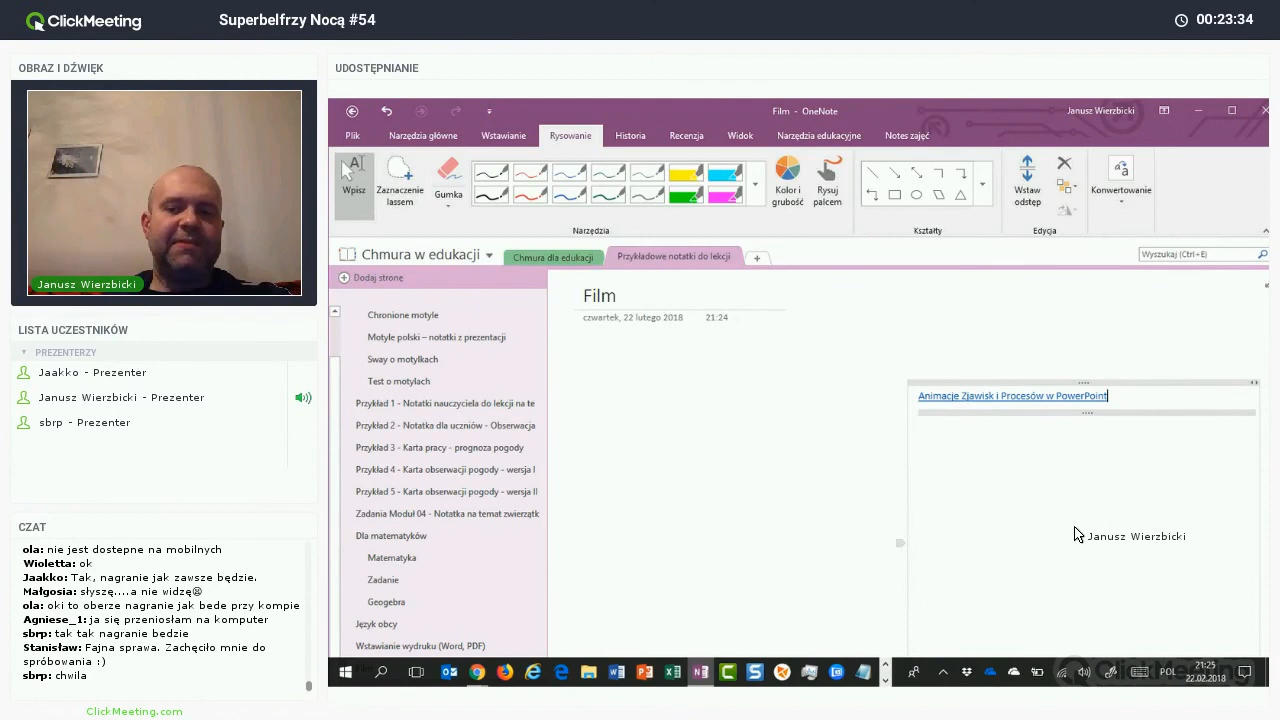 ClickMeeting
Superbelfrzy Nocą #54
00:23:34
OBRAZ I DŹWIĘK
Janusz Wierzbicki
LISTA UCZESTNIKÓW
PREZENTERZY
Jaakko - Prezenter
Janusz Wierzbicki - Prezenter
sbrp - Prezenter
CZAT
ola: nie jest dostepne na mobilnych
Wioletta: ok
Jaakko: Tak, nagranie jak zawsze będzie.
Małgosia: słyszę....a nie widzę😩
ola: oki to oberze nagranie jak bede przy kompie
Agniese_1: ja się przeniosłam na komputer
sbrp: tak tak nagranie bedzie
Stanisław: Fajna sprawa. Zachęciło mnie do
spróbowania :)
sbrp: chwila
ClickMeeting.com
UDOSTĘPNIANIE
Film - OneNote
Janusz Wierzbicki
Plik
Narzędzia główne
Wstawianie
Rysowanie
Historia
Recenzja
Widok
Narzędzia edukacyjne
Notes zajęć
Wpisz
Zaznaczenie
lassem
Gumka
Kolor i
grubość
Rysuj
palcem
Wstaw
odstęp
Konwertowanie
Narzędzia
Kształty
Edycja
Chmura w edukacji
Chmura dla edukacji
Przykładowe notatki do lekcji
Wyszukaj (Ctrl+E)
Dodaj stronę
Chronione motyle
Motyle polski – notatki z prezentacji
Sway o motylkach
Test o motylach
Przykład 1 - Notatki nauczyciela do lekcji na te
Przykład 2 - Notatka dla uczniów - Obserwacja
Przykład 3 - Karta pracy - prognoza pogody
Przykład 4 - Karta obserwacji pogody - wersja I
Przykład 5 - Karta obserwacji pogody - wersja II
Zadania Moduł 04 - Notatka na temat zwierzątk
Dla matematyków
Matematyka
Zadanie
Geogebra
Język obcy
Wstawianie wydruku (Word, PDF)
Film
czwartek, 22 lutego 2018 21:24
Animacje Zjawisk i Procesów w PowerPoint
Janusz Wierzbicki
POL
21:25
22.02.2018
ClickMeeting